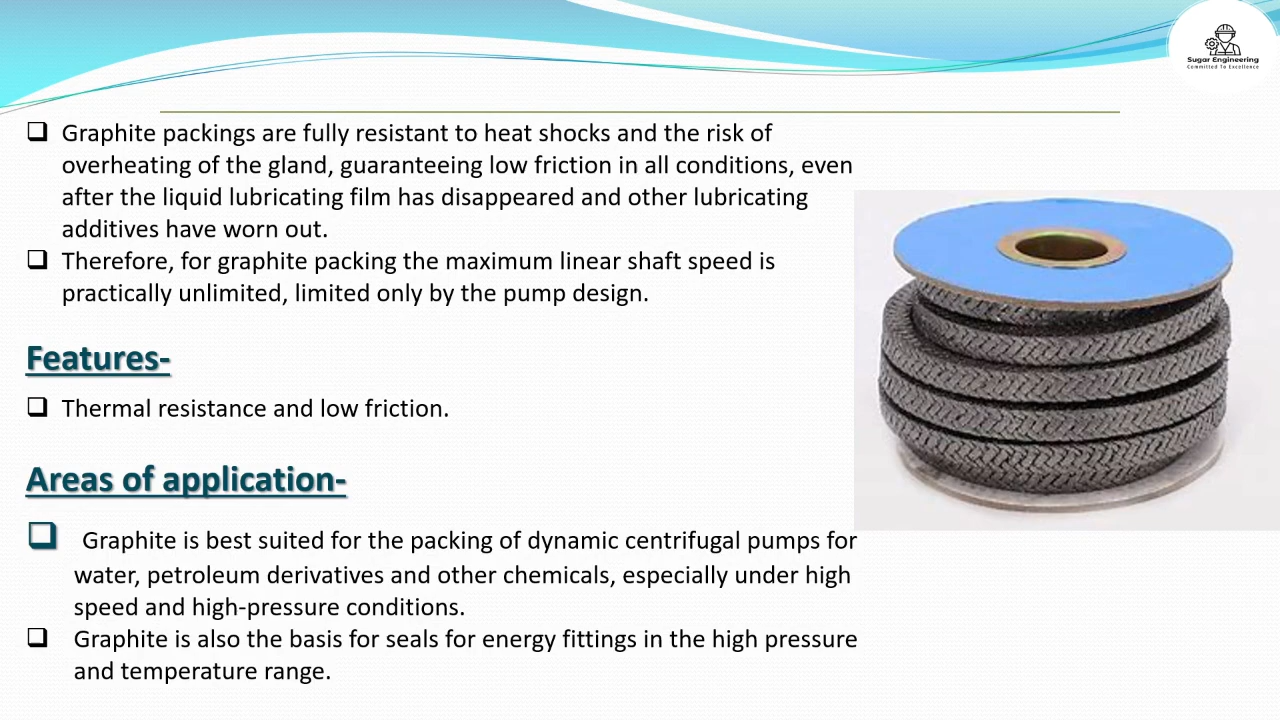 Sugar Engineering
Committed To Excellence
❑ Graphite packings are fully resistant to heat shocks and the risk of
overheating of the gland, guaranteeing low friction in all conditions, even
after the liquid lubricating film has disappeared and other lubricating
additives have worn out.
❑ Therefore, for graphite packing the maximum linear shaft speed is
practically unlimited, limited only by the pump design.
Features-
❑ Thermal resistance and low friction.
Areas of application-
❑ Graphite is best suited for the packing of dynamic centrifugal pumps for
water, petroleum derivatives and other chemicals, especially under high
speed and high-pressure conditions.
❑ Graphite is also the basis for seals for energy fittings in the high pressure
and temperature range.